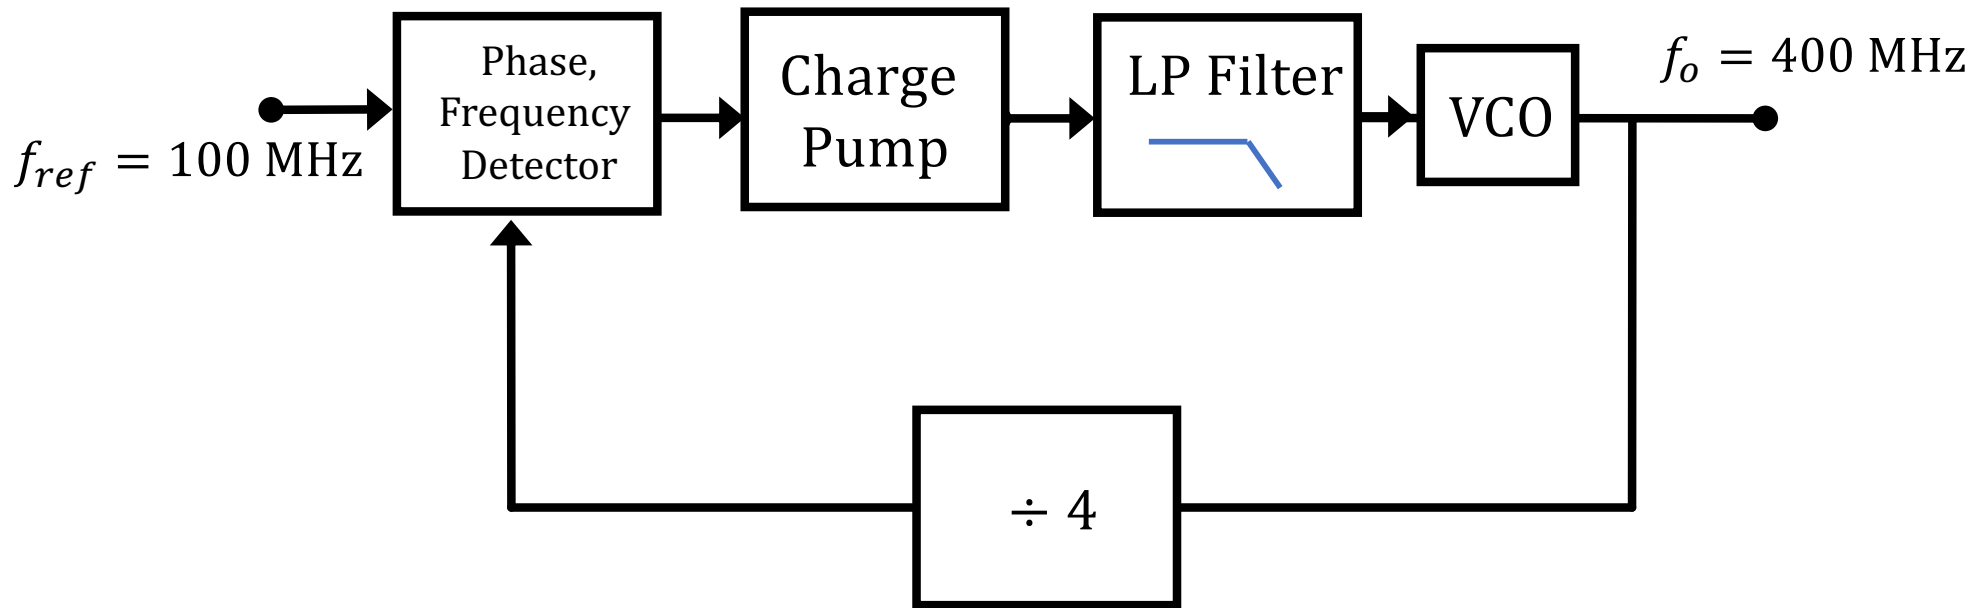 Phase,
Frequency
Detector
Charge
Pump
LP Filter
VCO
f_o = 400 MHz
f_ref = 100 MHz
÷ 4